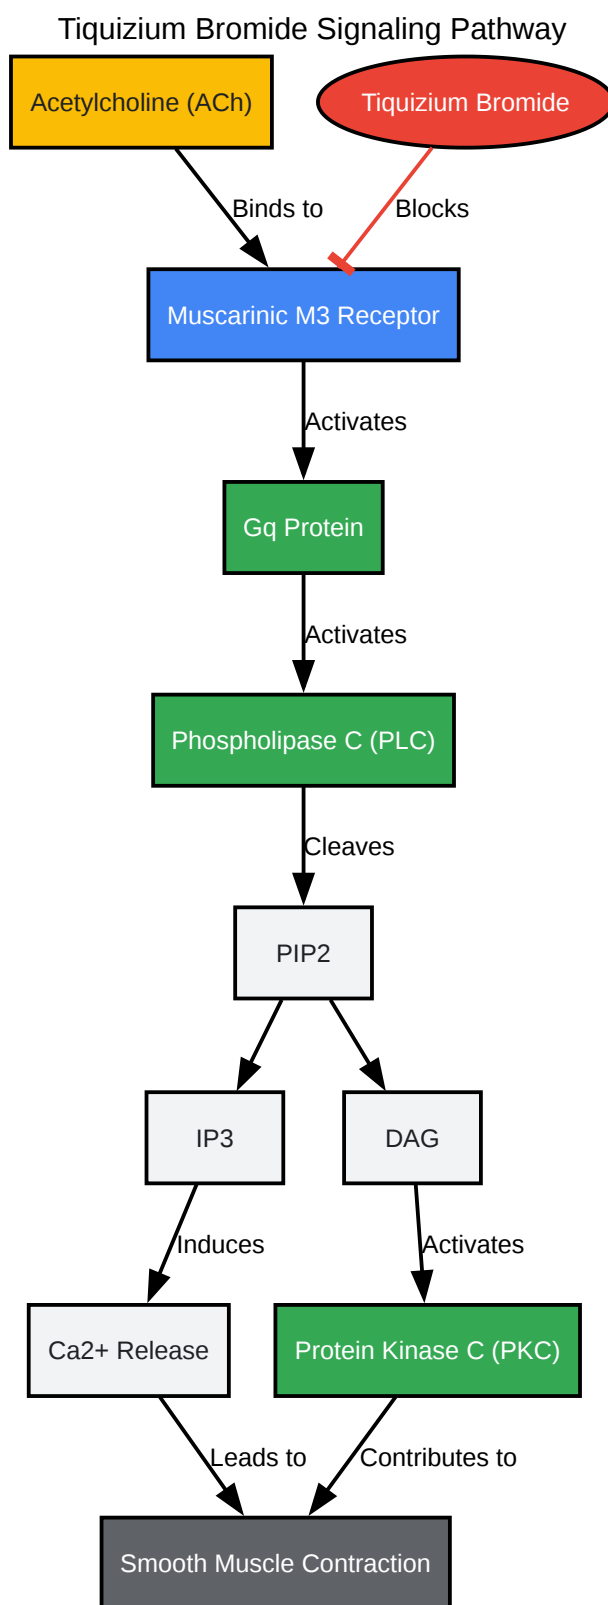 Tiquizium Bromide Signaling Pathway
Acetylcholine (ACh)
Tiquizium Bromide
Binds to
Blocks
Muscarinic M3 Receptor
Activates
Gq Protein
Activates
Phospholipase C (PLC)
Cleaves
PIP2
IP3
DAG
Induces
Activates
Ca2+ Release
Protein Kinase C (PKC)
Leads to
Contributes to
Smooth Muscle Contraction